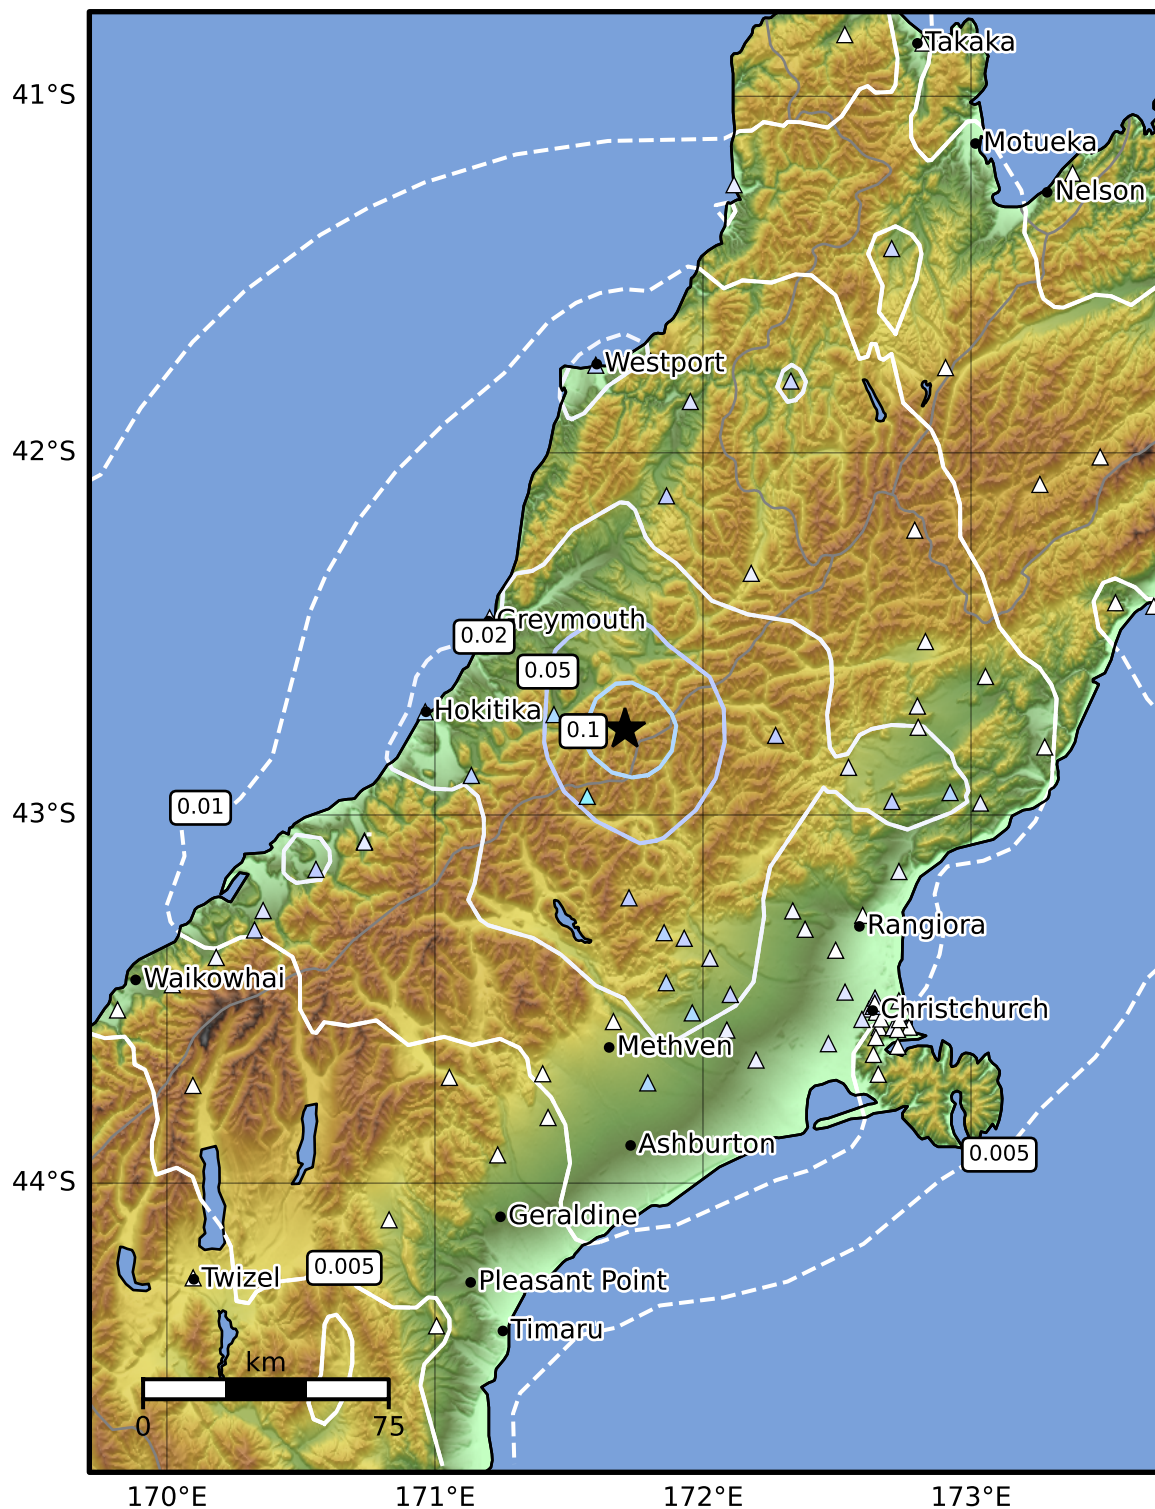 Takaka
41°S
Motueka
Nelson
Westport
42°S
Greymouth
0.02
0.05
Hokitika
0.1
0.01
43°S
Rangiora
Waikowhai
Christchurch
Methven
Ashburton
0.005
44°S
Geraldine
0.005
Twizel
Pleasant Point
Timaru
km
0
75
170°E
171°E
172°E
173°E